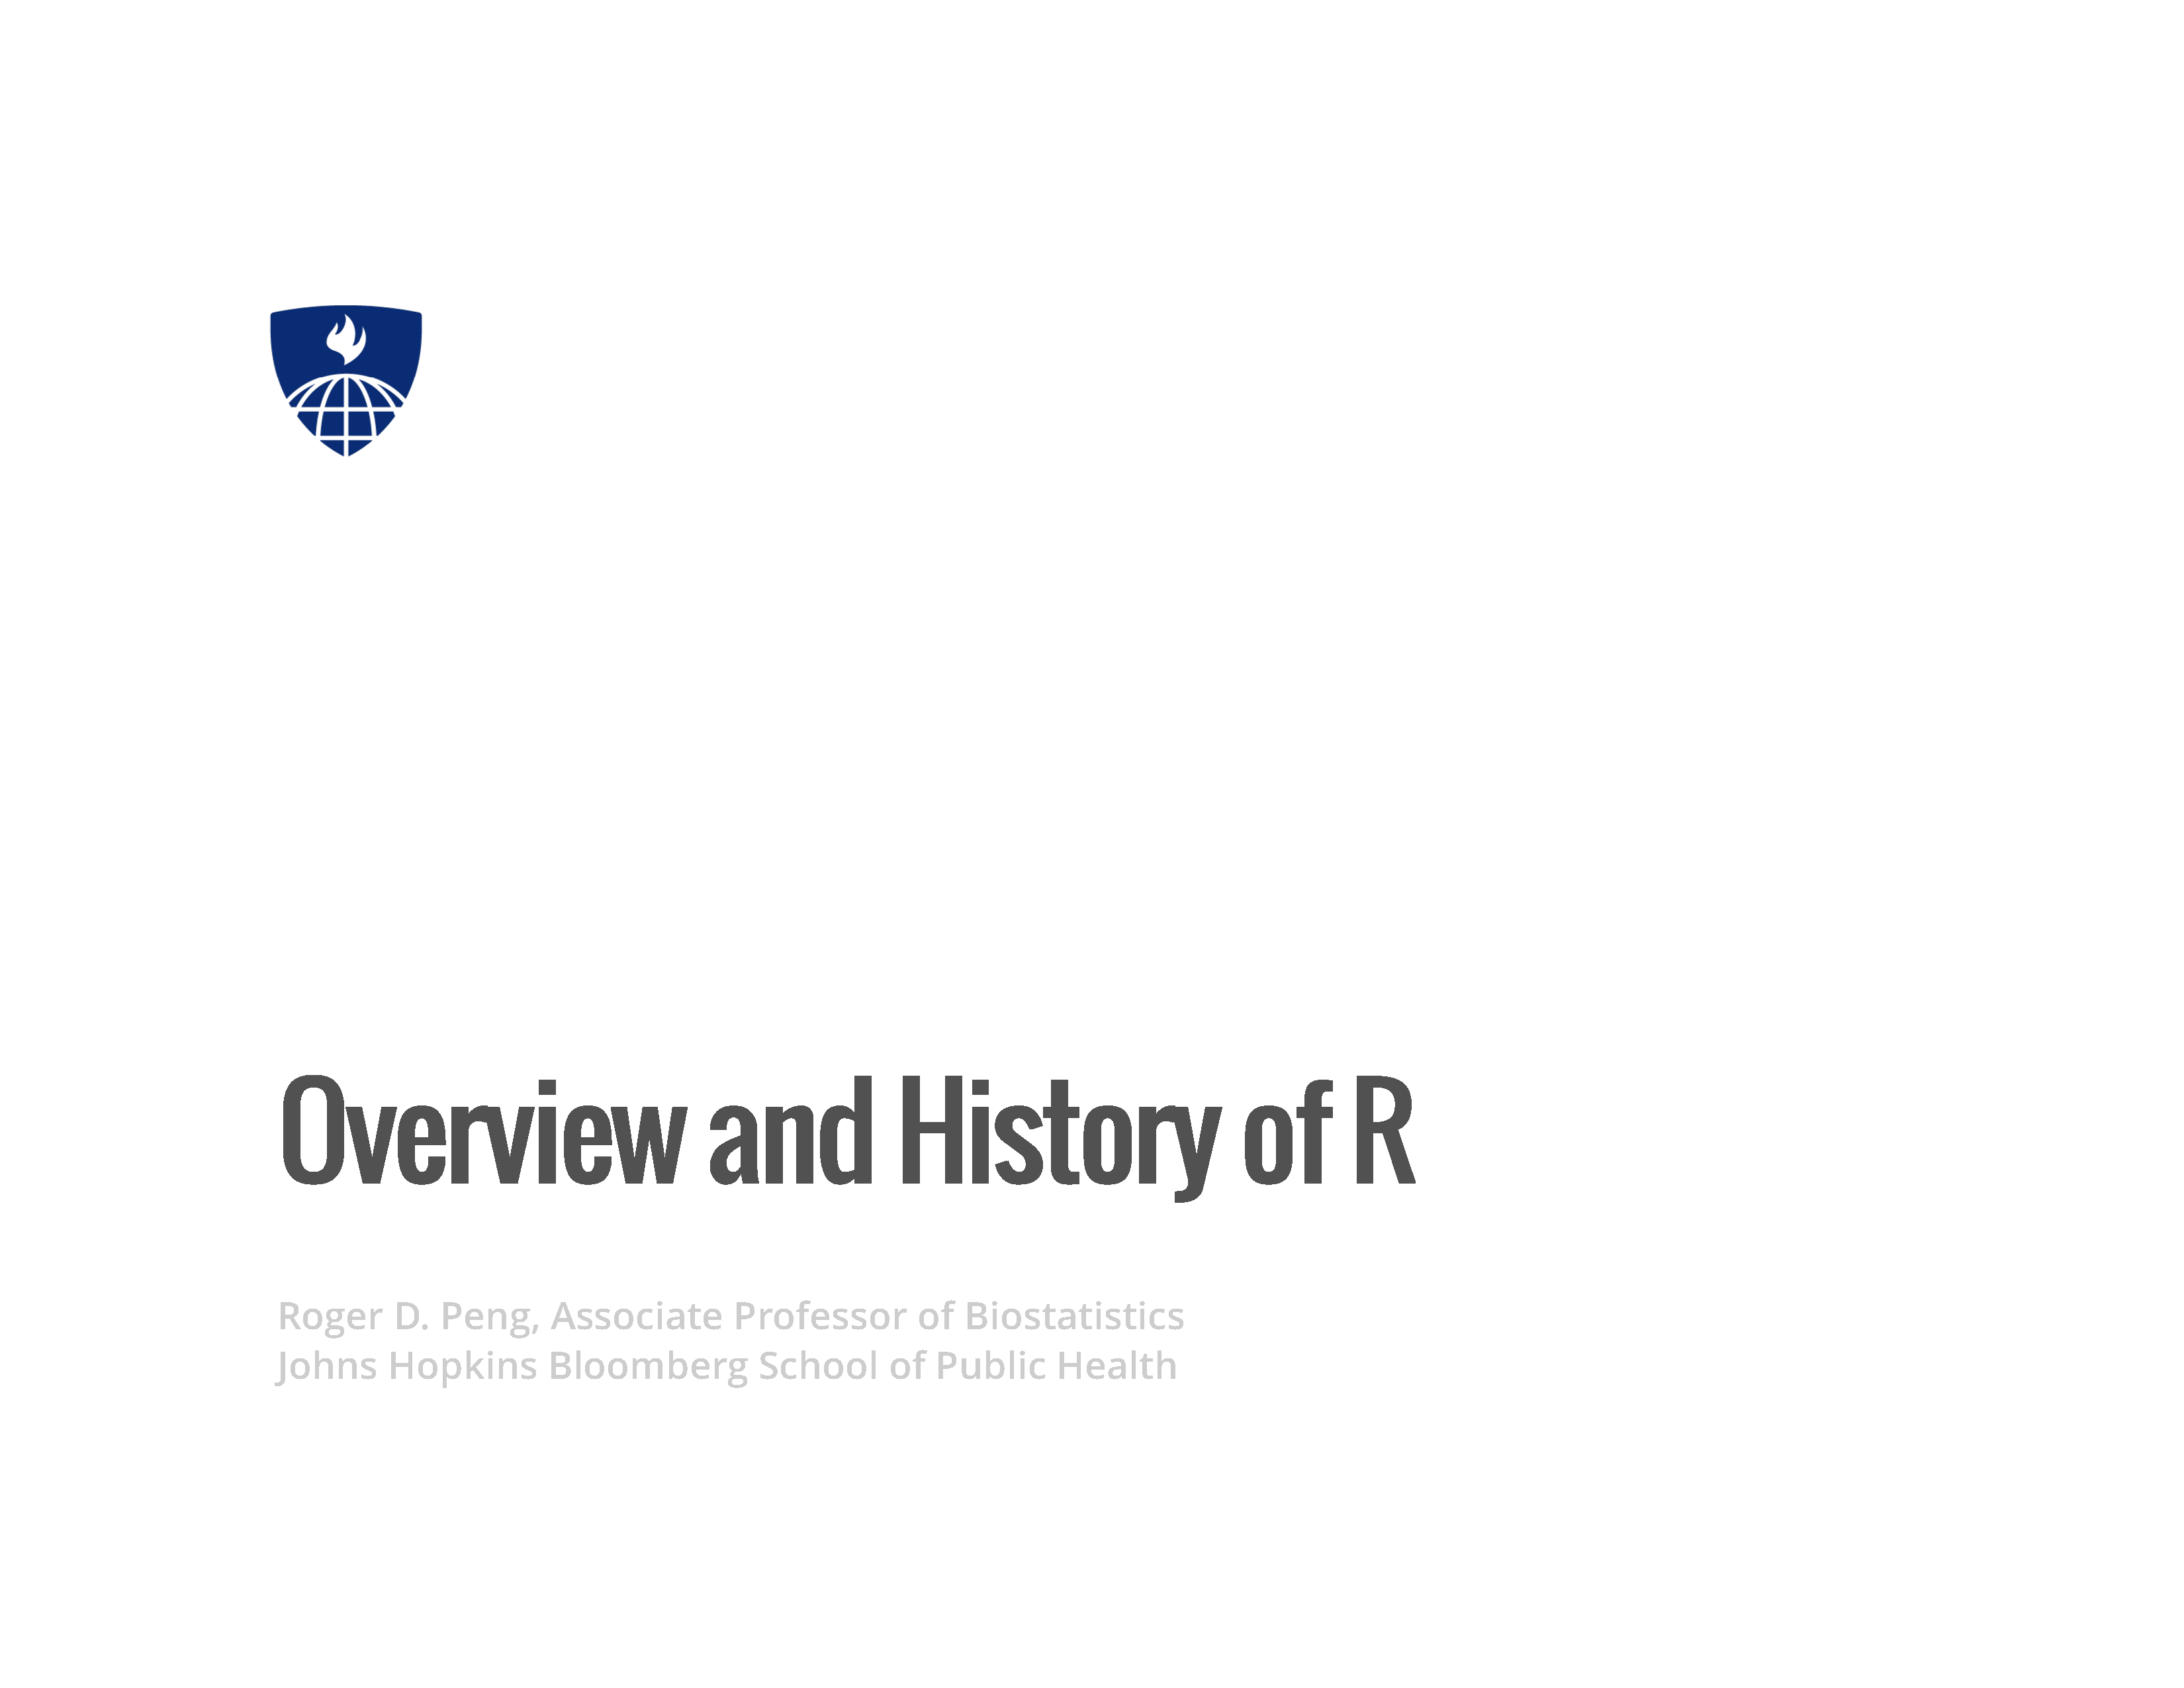 Overview and History of R
Roger D. Peng, Associate Professor of Biostatistics
Johns Hopkins Bloomberg School of Public Health